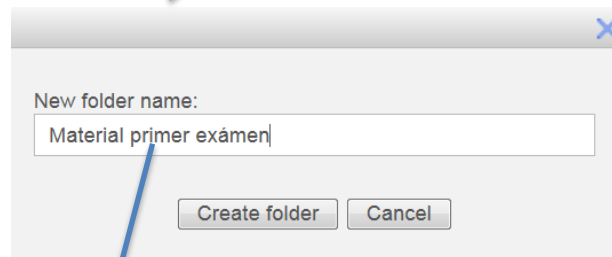 New folder name:
Material primer exámen
Create folder Cancel